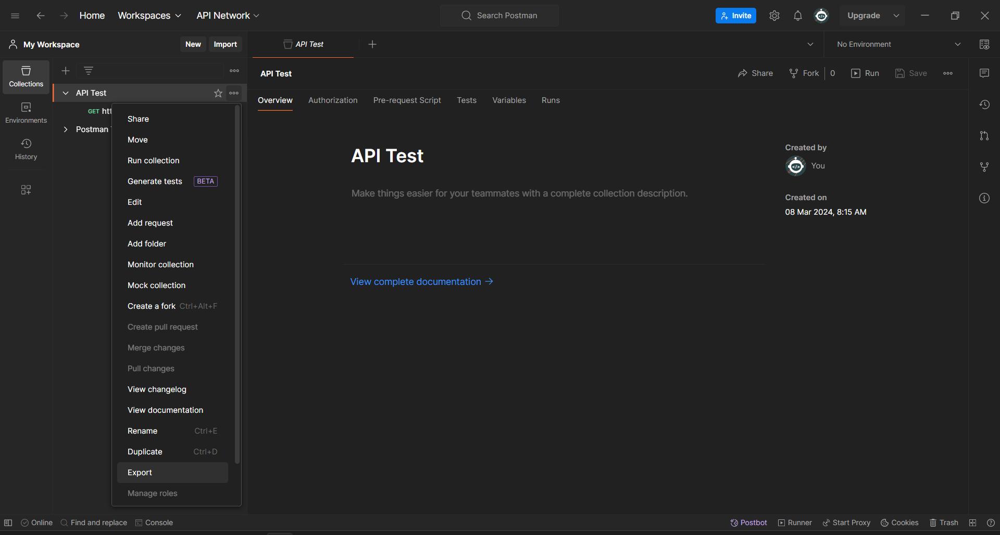 Home Workspaces API Network Search Postman Invite Upgrade
My Workspace New Import API Test No Environment
Collections
Environments
History
API Test
GET
Postman
Share
Move
Run collection
Generate tests BETA
Edit
Add request
Add folder
Monitor collection
Mock collection
Create a fork Ctrl+Alt+F
Create pull request
Merge changes
Pull changes
View changelog
View documentation
Rename Ctrl+E
Duplicate Ctrl+D
Export
Manage roles
API Test Share Fork 0 Run Save
Overview Authorization Pre-request Script Tests Variables Runs
API Test
Make things easier for your teammates with a complete collection description.
View complete documentation →
Created by
You
Created on
08 Mar 2024, 8:15 AM
Online Find and replace Console Postbot Runner Start Proxy Cookies Trash